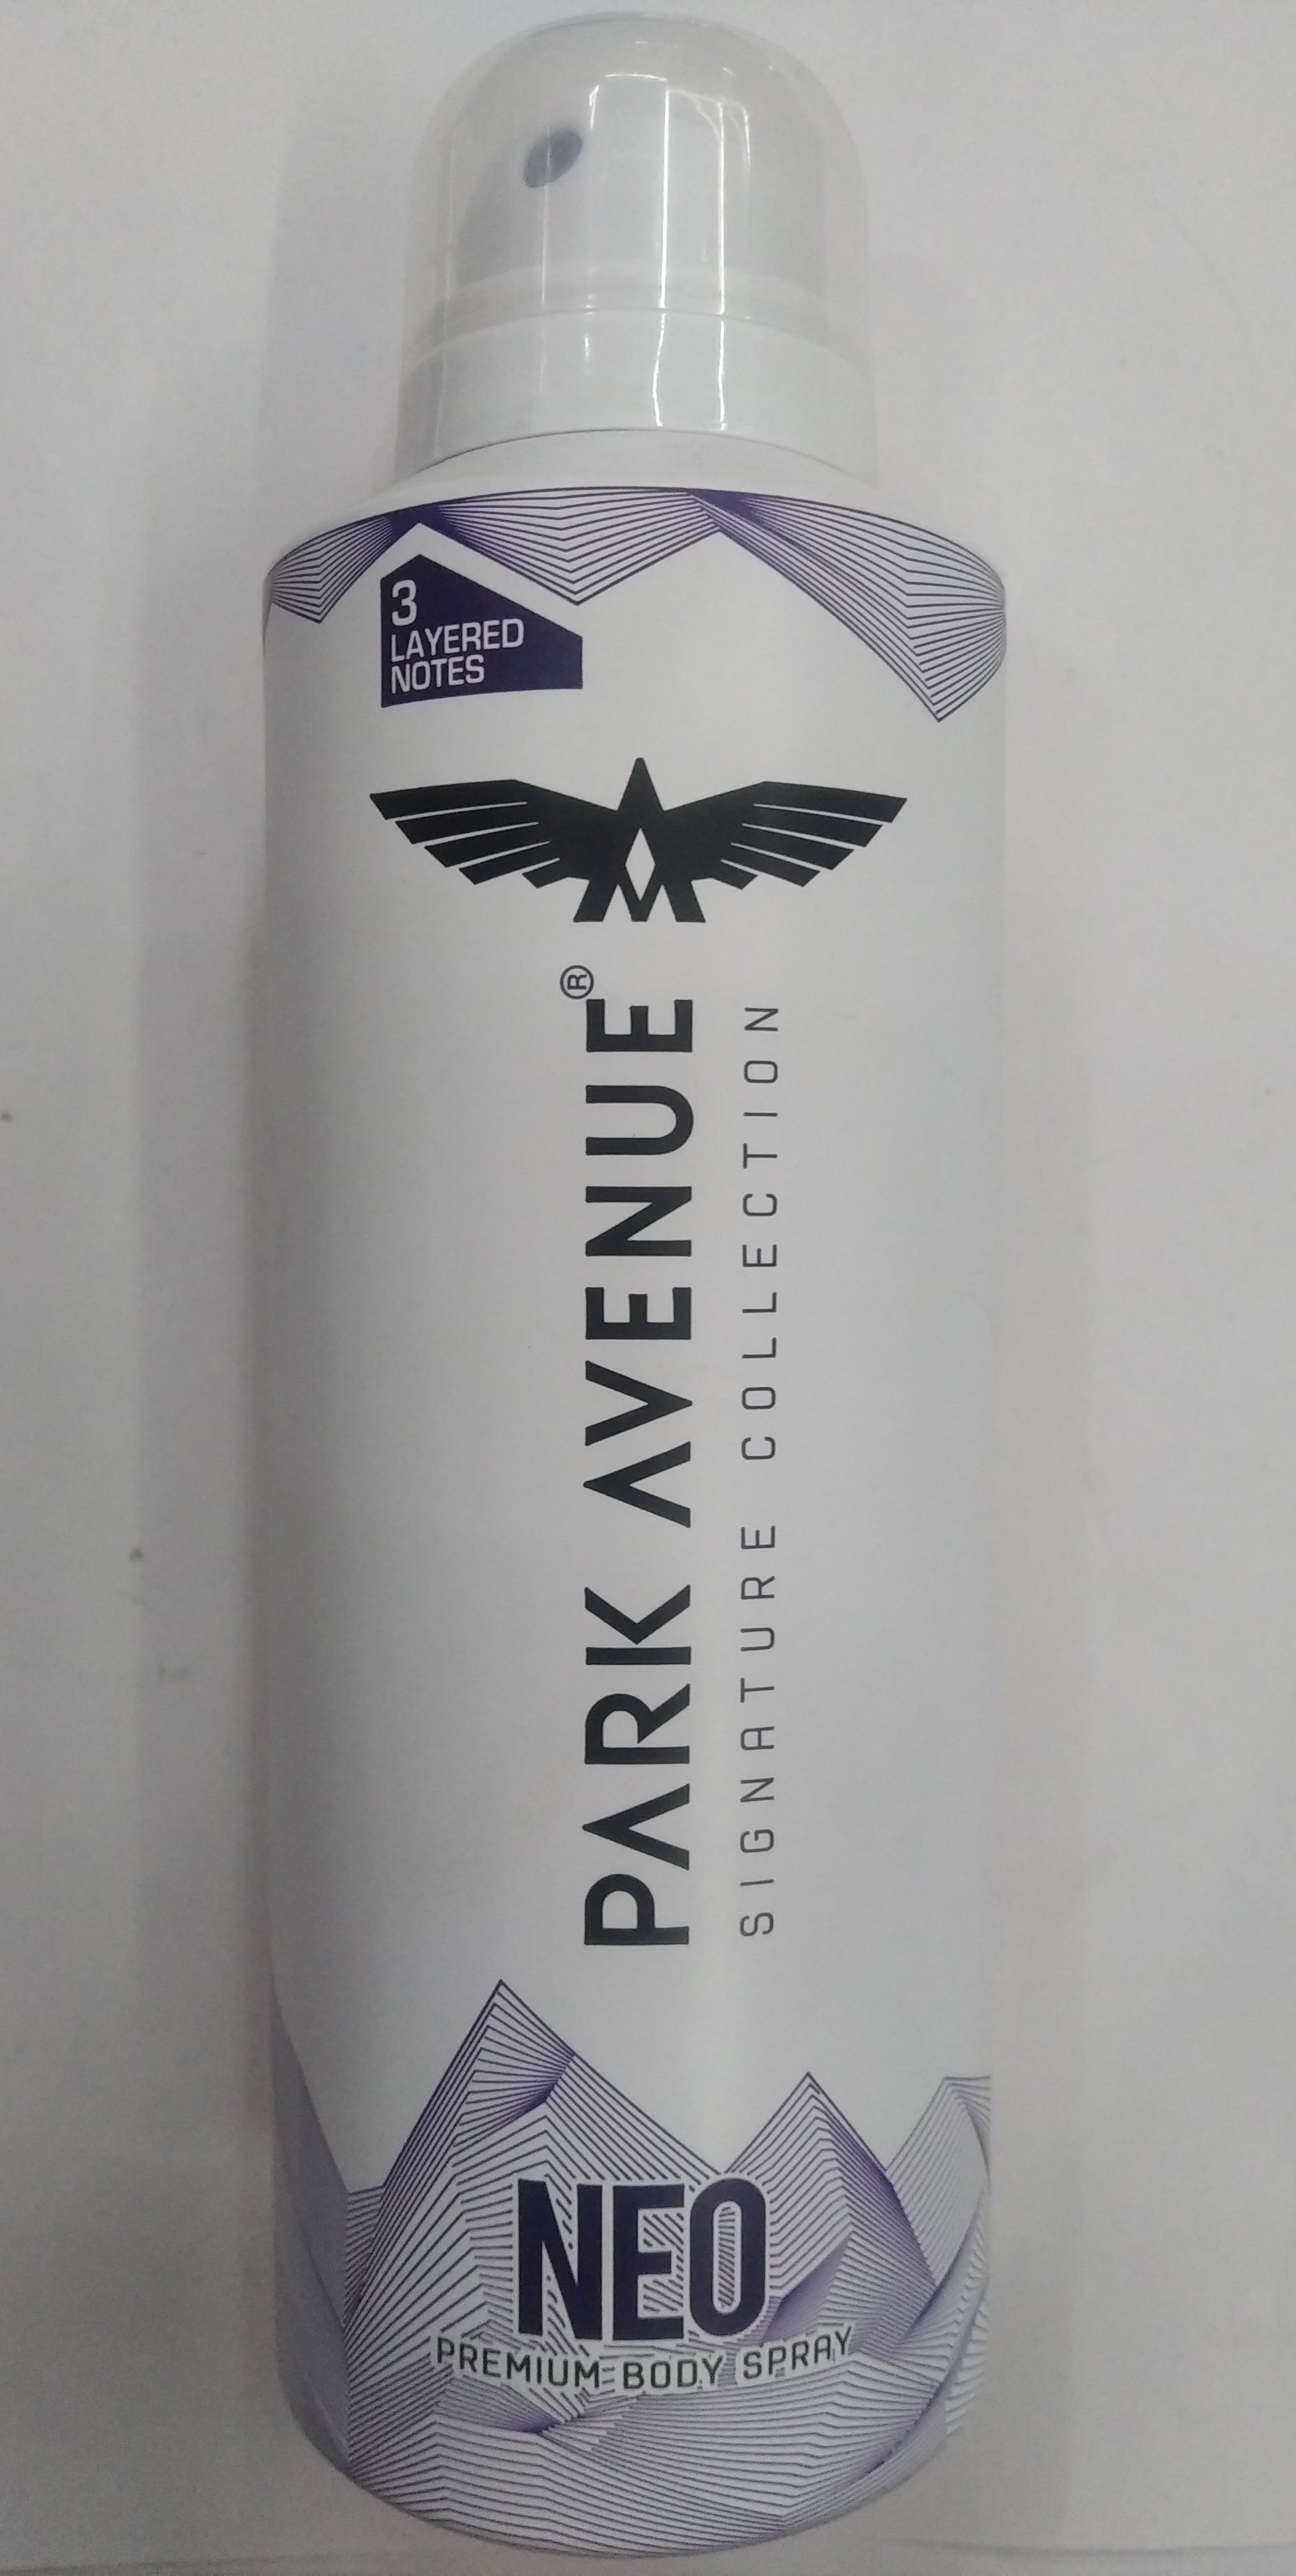 3
LAYERED
NOTES
PARK AVENUE®
SIGNATURE COLLECTION
NEO
PREMIUM BODY SPRAY